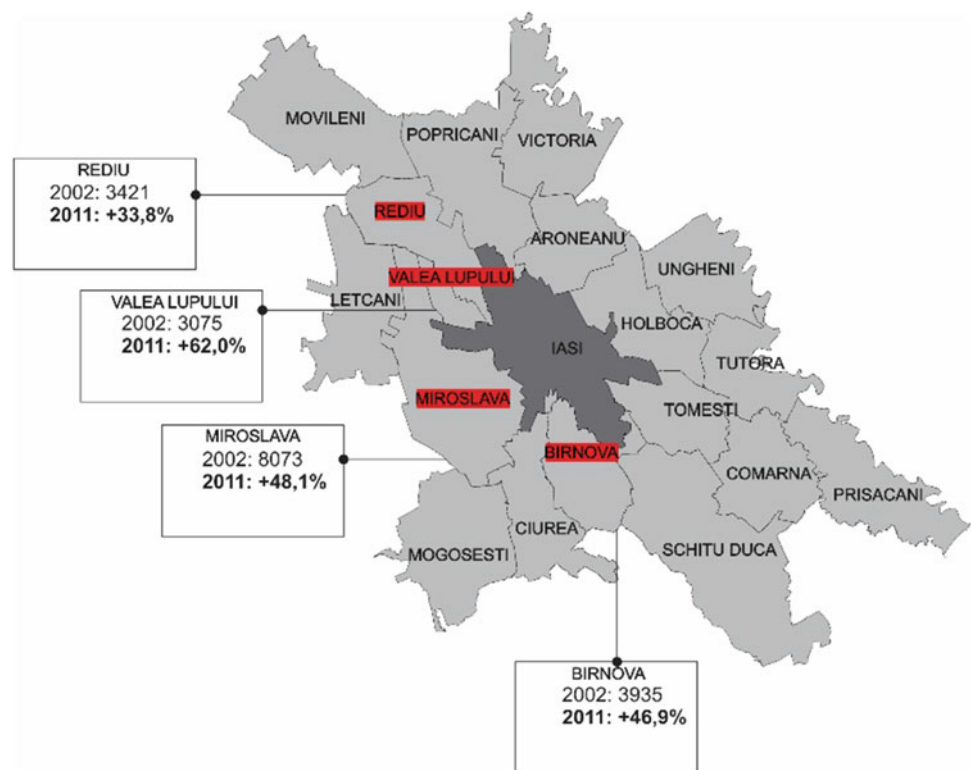 MOVILENI
POPRICANI
VICTORIA
REDIU
2002: 3421
2011: +33,8%
REDIU
ARONEANU
UNGHENI
VALEA LUPULUI
LETCANI
VALEA LUPULUI
2002: 3075
2011: +62,0%
HOLBOCA
IASI
TUTORA
MIROSLAVA
TOMESTI
MIROSLAVA
2002: 8073
2011: +48,1%
BIRNOVA
COMARNA
PRISACANI
CIUREA
MOGOSESTI
SCHITU DUCA
BIRNOVA
2002: 3935
2011: +46,9%